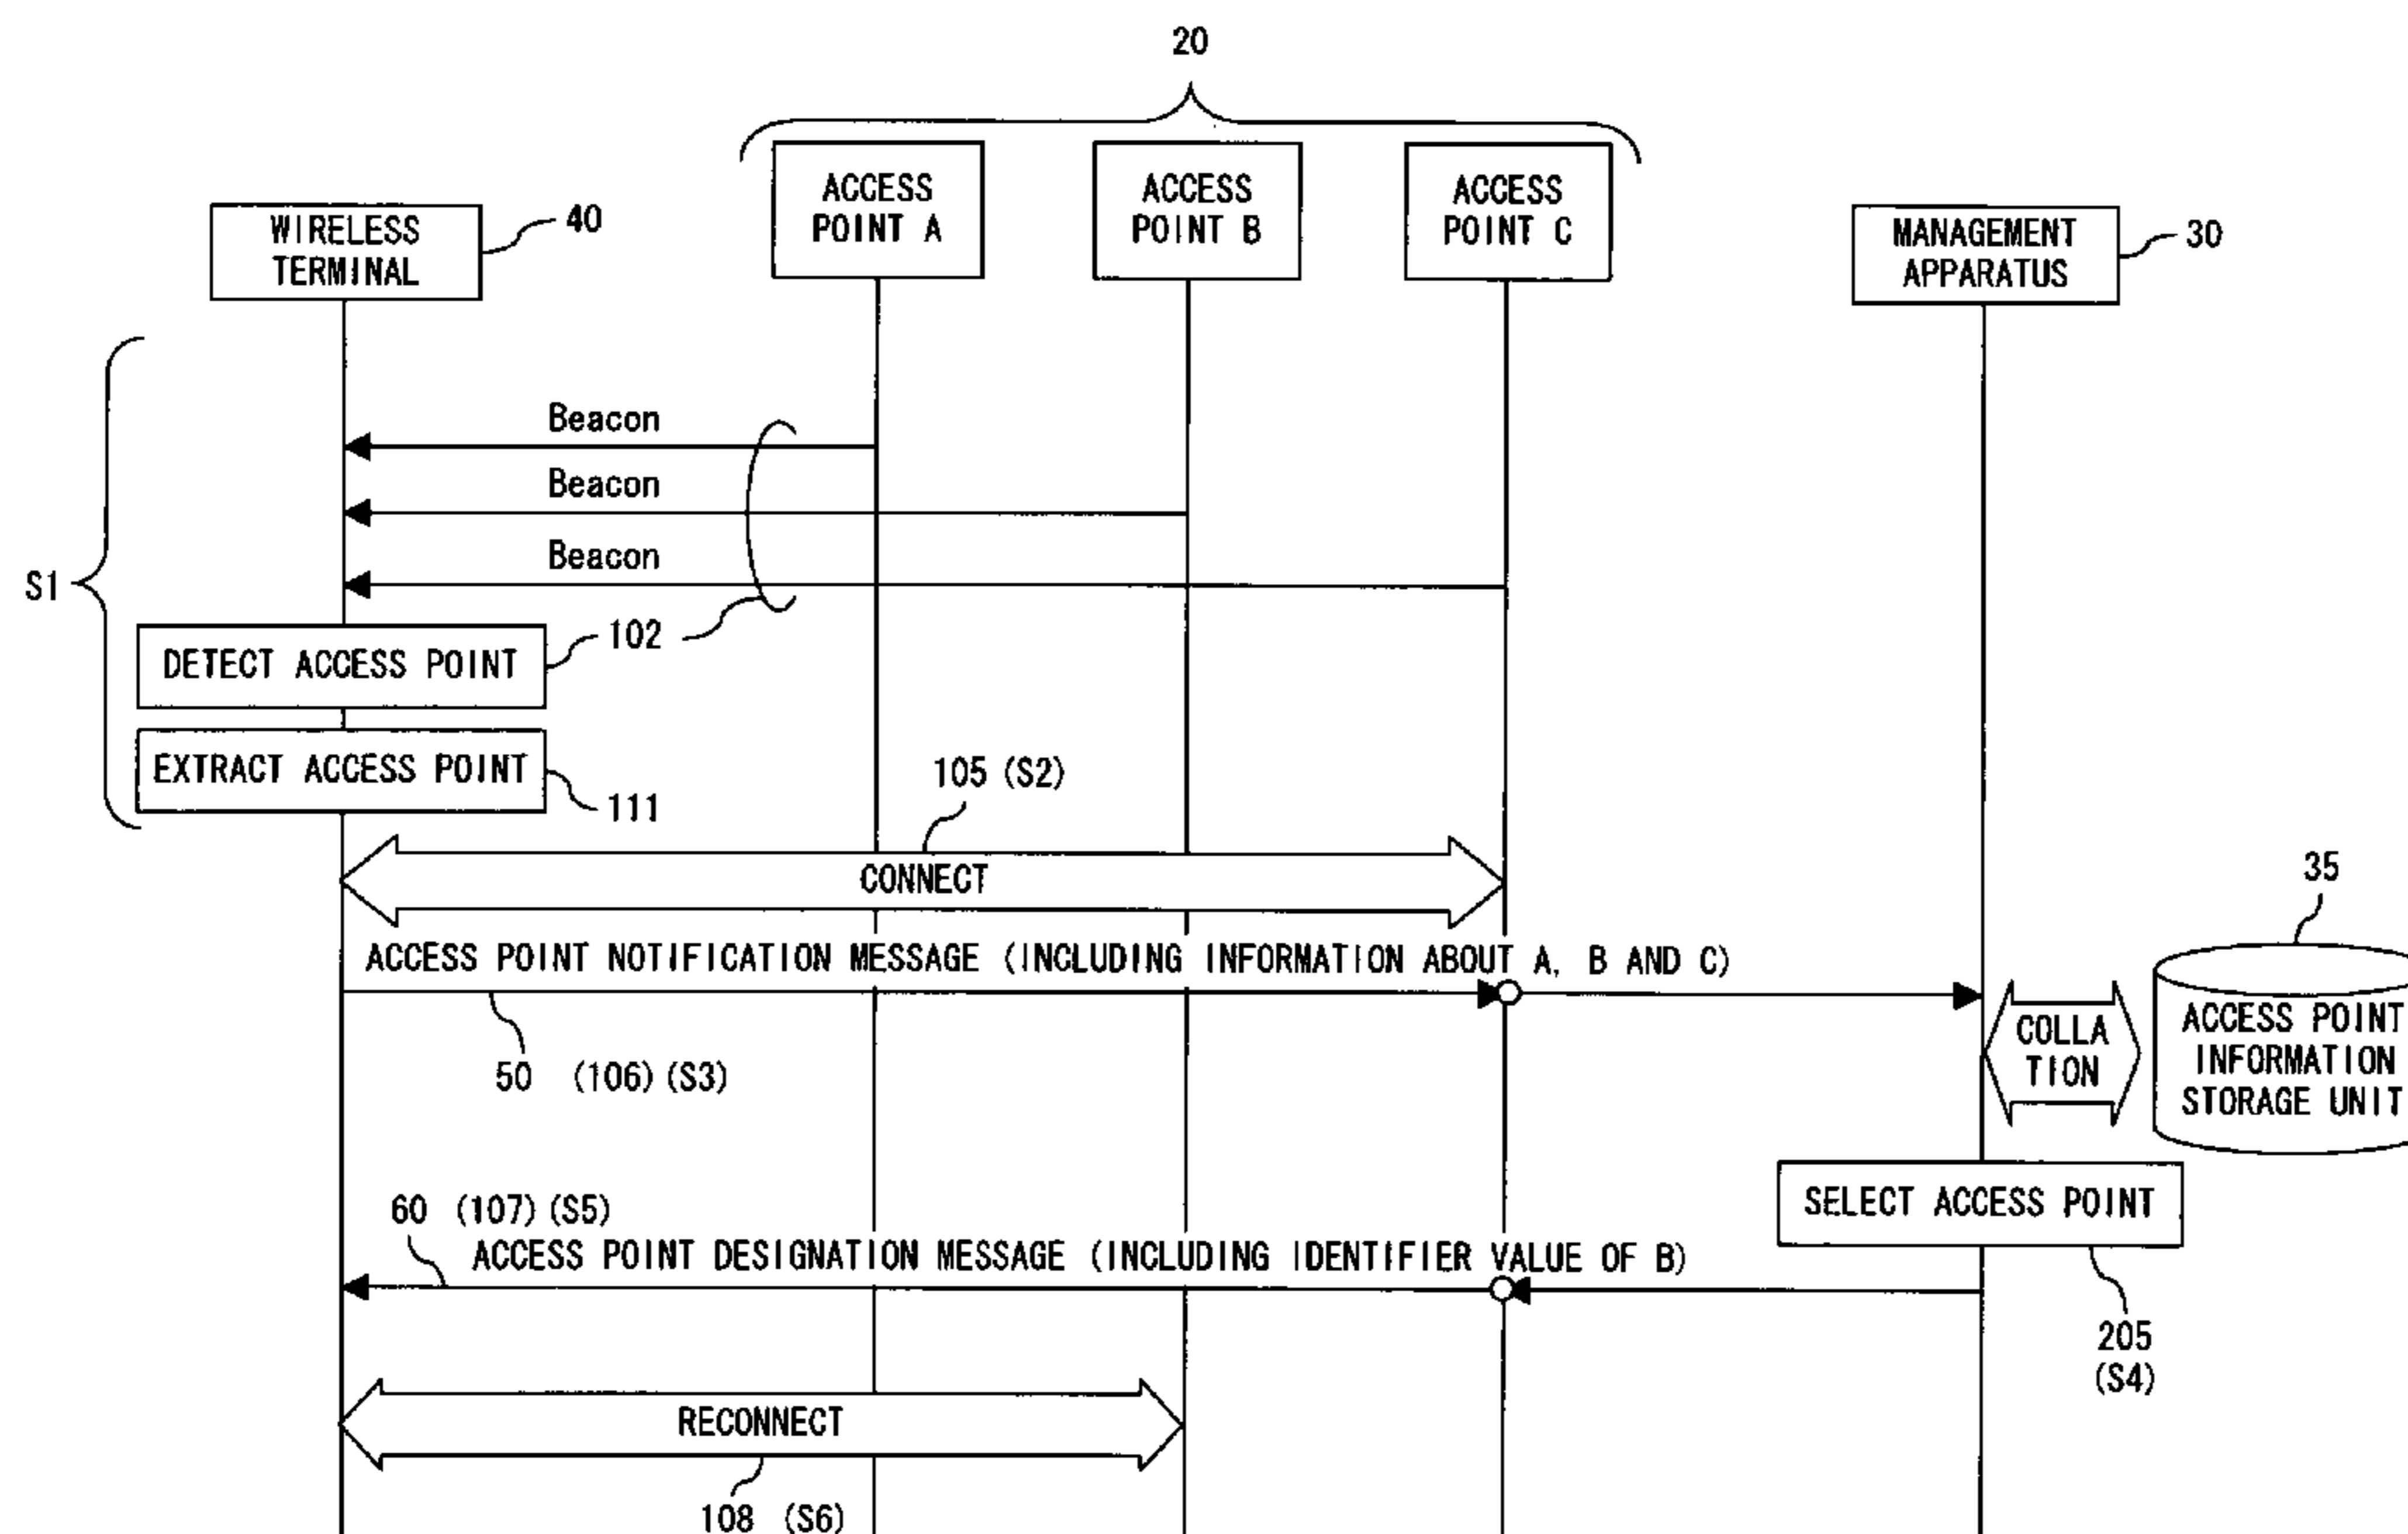 20
ACCESS
POINT A
ACCESS
POINT B
ACCESS
POINT C
WIRELESS
TERMINAL
40
MANAGEMENT
APPARATUS
30
Beacon
Beacon
Beacon
S1
102
DETECT ACCESS POINT
EXTRACT ACCESS POINT
111
105 (S2)
CONNECT
35
ACCESS POINT NOTIFICATION MESSAGE (INCLUDING INFORMATION ABOUT A, B AND C)
COLLA
TION
ACCESS POINT
INFORMATION
STORAGE UNIT
50 (106) (S3)
SELECT ACCESS POINT
60 (107) (S5)
ACCESS POINT DESIGNATION MESSAGE (INCLUDING IDENTIFIER VALUE OF B)
205
(S4)
RECONNECT
108 (S6)